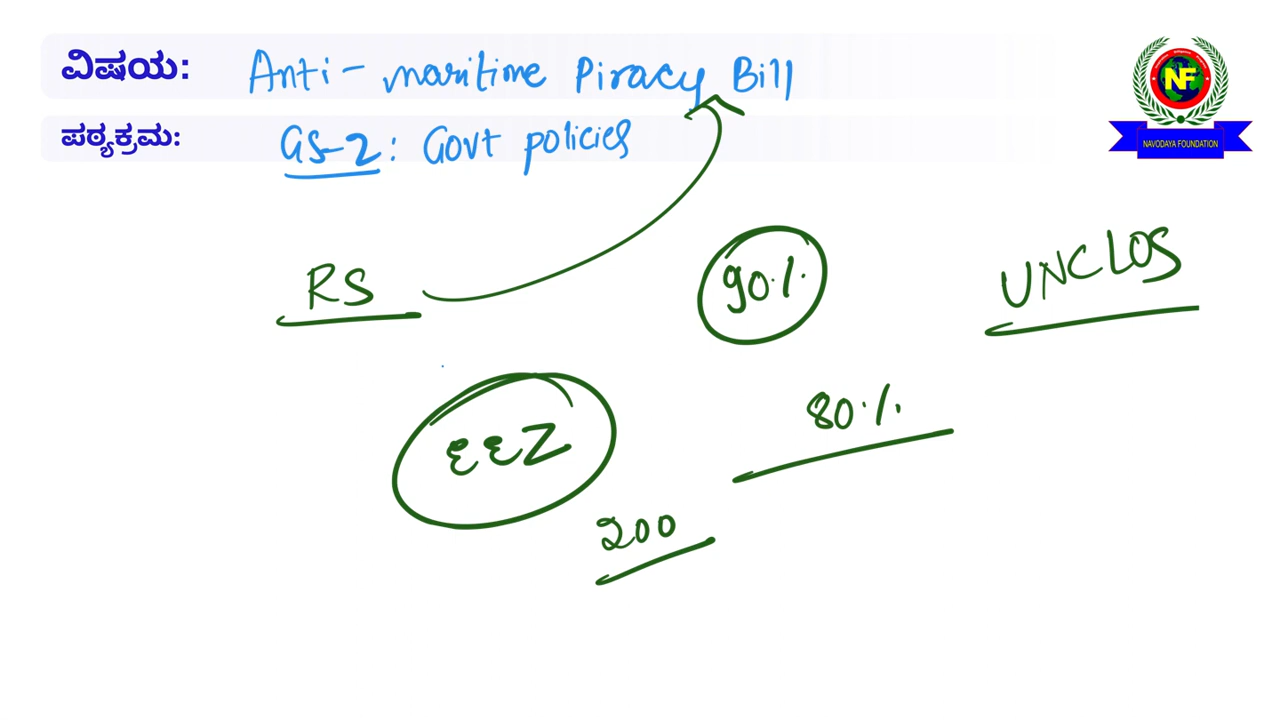 ವಿಷಯ: Anti-maritime Piracy Bill
ಪಠ್ಯಕ್ರಮ: GS-2: Govt policies
NF
NAVODAYA FOUNDATION
RS
90%
UNCLOS
EEZ
80%
200